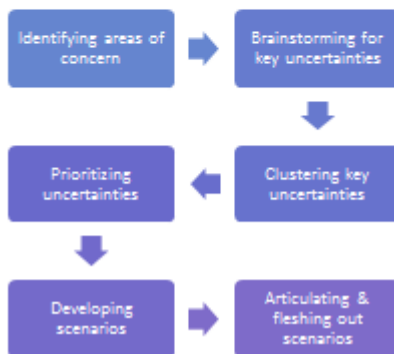 Identifying areas of
concern
Brainstorming for
key uncertainties
Clustering key
uncertainties
Prioritizing
uncertainties
Developing
scenarios
Articulating &
fleshing out
scenarios